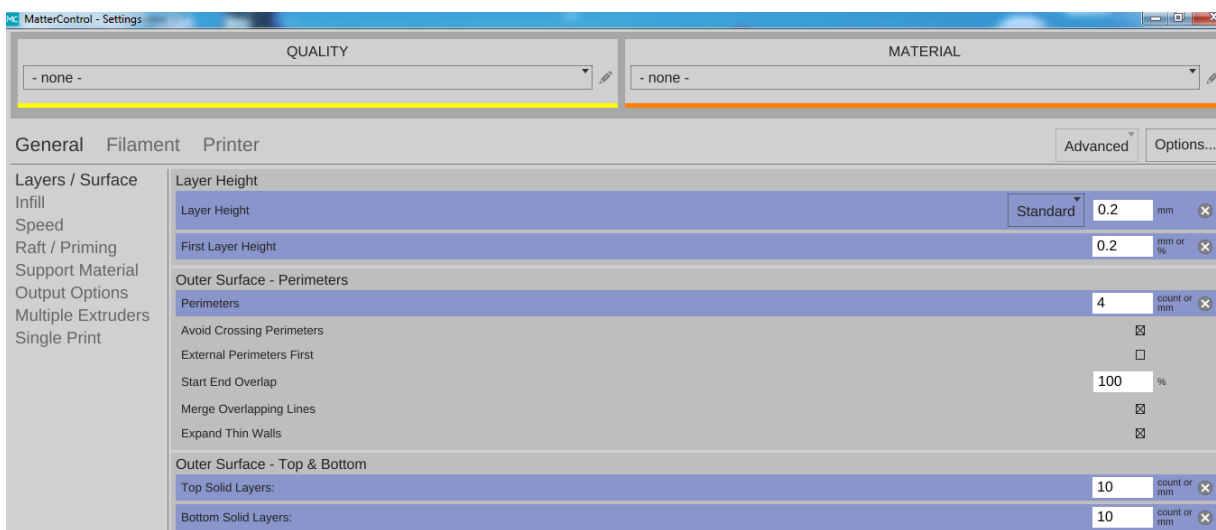 MC MatterControl - Settings
QUALITY
- none -
MATERIAL
- none -
General Filament Printer
Advanced Options...
Layers / Surface
Infill
Speed
Raft / Priming
Support Material
Output Options
Multiple Extruders
Single Print
Layer Height
Layer Height Standard 0.2 mm
First Layer Height 0.2 mm or %
Outer Surface - Perimeters
Perimeters 4 count or mm
Avoid Crossing Perimeters
External Perimeters First
Start End Overlap 100 %
Merge Overlapping Lines
Expand Thin Walls
Outer Surface - Top & Bottom
Top Solid Layers: 10 count or mm
Bottom Solid Layers: 10 count or mm